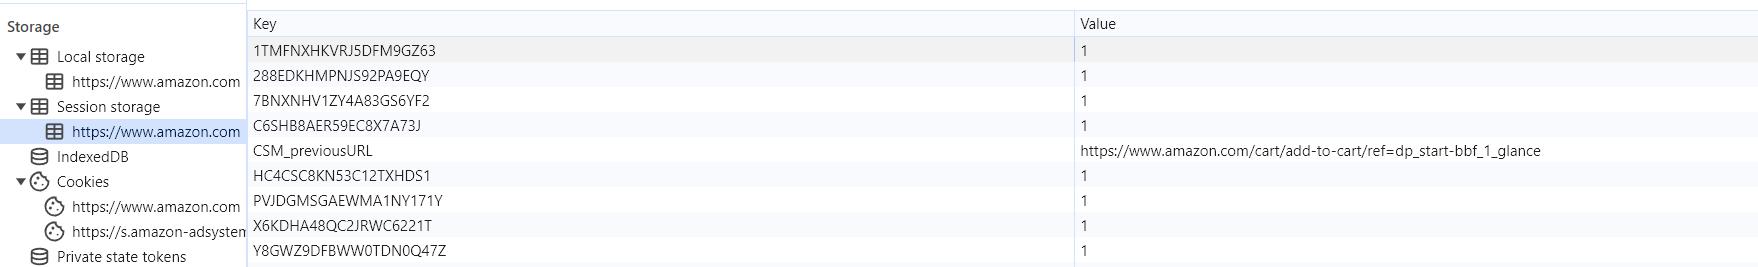 Storage
Local storage
https://www.amazon.com
Session storage
https://www.amazon.com
IndexedDB
Cookies
https://www.amazon.com
https://s.amazon-adsystem
Private state tokens
Key Value
1TMFNXHKVRJ5DFM9GZ63 1
288EDKHMPNJS92PA9EQY 1
7BNXNHV1ZY4A83GS6YF2 1
C6SHB8AER59EC8X7A73J 1
CSM_previousURL https://www.amazon.com/cart/add-to-cart/ref=dp_start-bbf_1_glance
HC4CSC8KN53C12TXHDS1 1
PVJDGMSGAEWMA1NY171Y 1
X6KDHA48QC2JRWC6221T 1
Y8GWZ9DFBWW0TDN0Q47Z 1